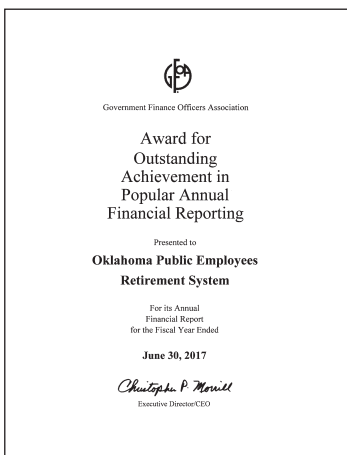 GFOA
Government Finance Officers Association
Award for
Outstanding
Achievement in
Popular Annual
Financial Reporting
Presented to
Oklahoma Public Employees
Retirement System
For its Annual
Financial Report
for the Fiscal Year Ended
June 30, 2017
Christopher P. Morrill
Executive Director/CEO